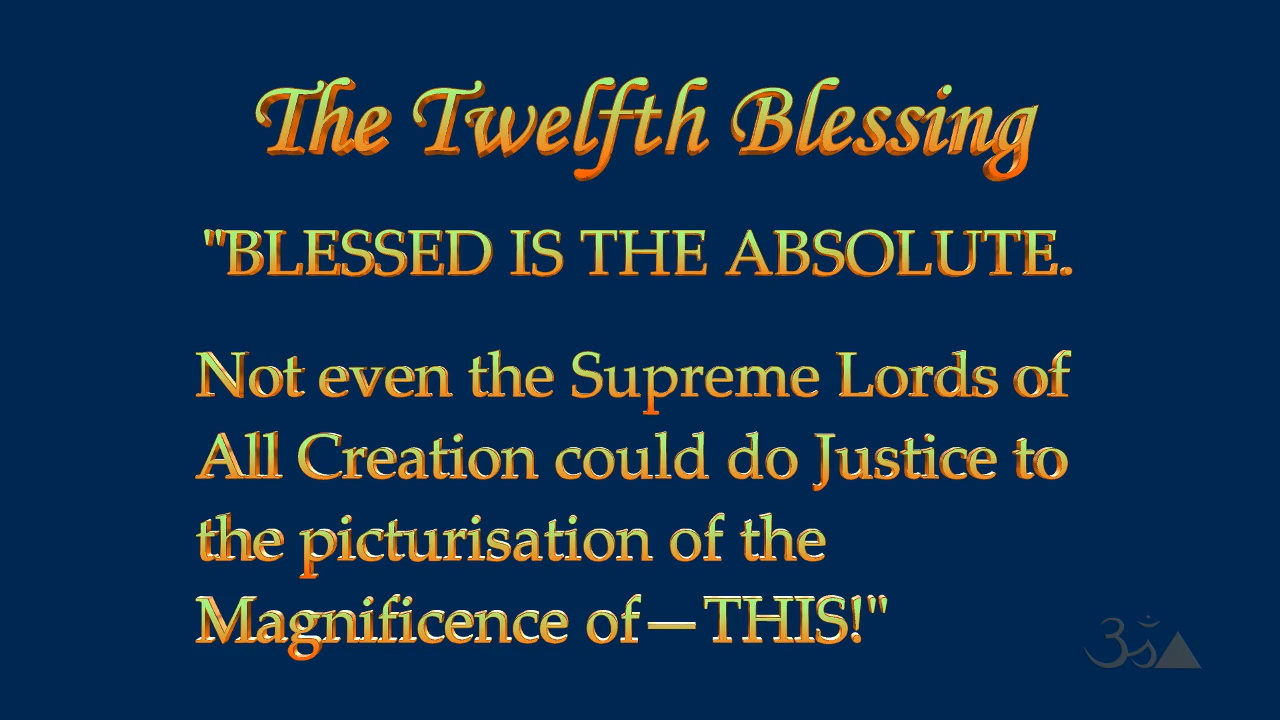 The Twelfth Blessing
"BLESSED IS THE ABSOLUTE.
Not even the Supreme Lords of
All Creation could do Justice to
the picturisation of the
Magnificence of—THIS!"